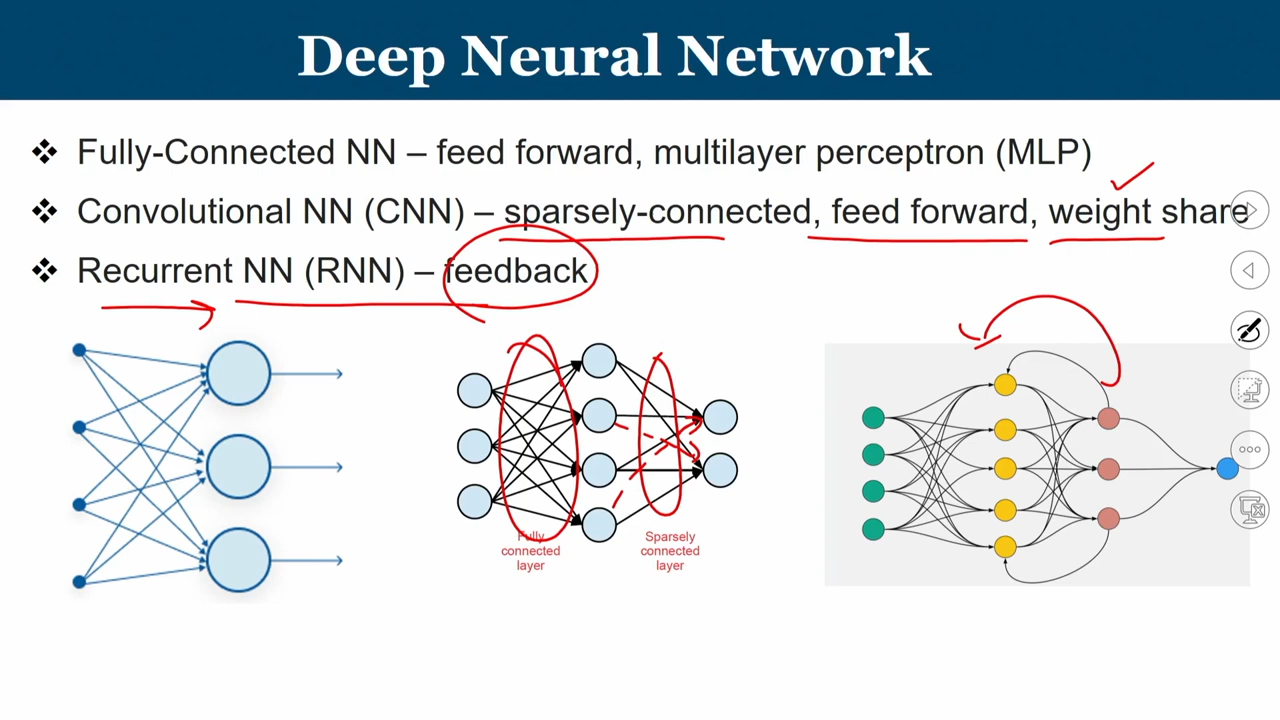 Deep Neural Network
❖ Fully-Connected NN – feed forward, multilayer perceptron (MLP)
❖ Convolutional NN (CNN) – sparsely-connected, feed forward, weight share
❖ Recurrent NN (RNN) – feedback
Fully
connected
layer
Sparsely
connected
layer